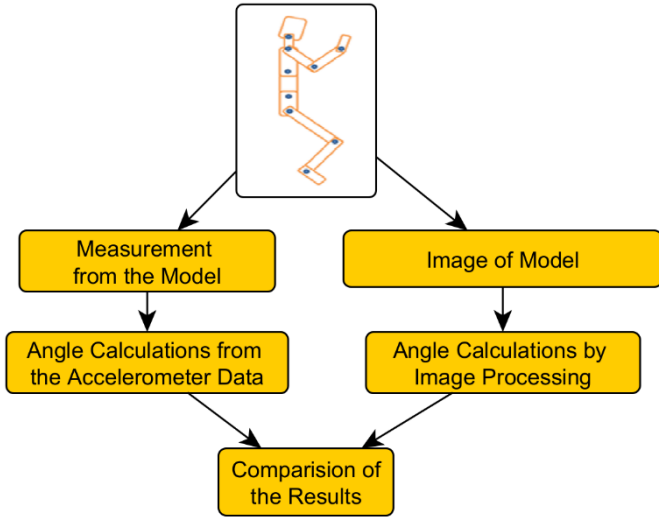 Measurement
from the Model
Image of Model
Angle Calculations from
the Accelerometer Data
Angle Calculations by
Image Processing
Comparision of
the Results